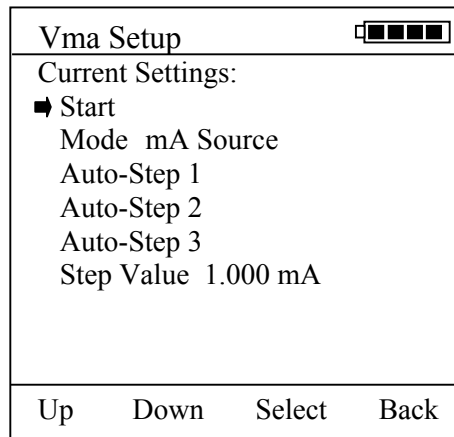 Vma Setup
Current Settings:
Start
Mode mA Source
Auto-Step 1
Auto-Step 2
Auto-Step 3
Step Value 1.000 mA
Up Down Select Back